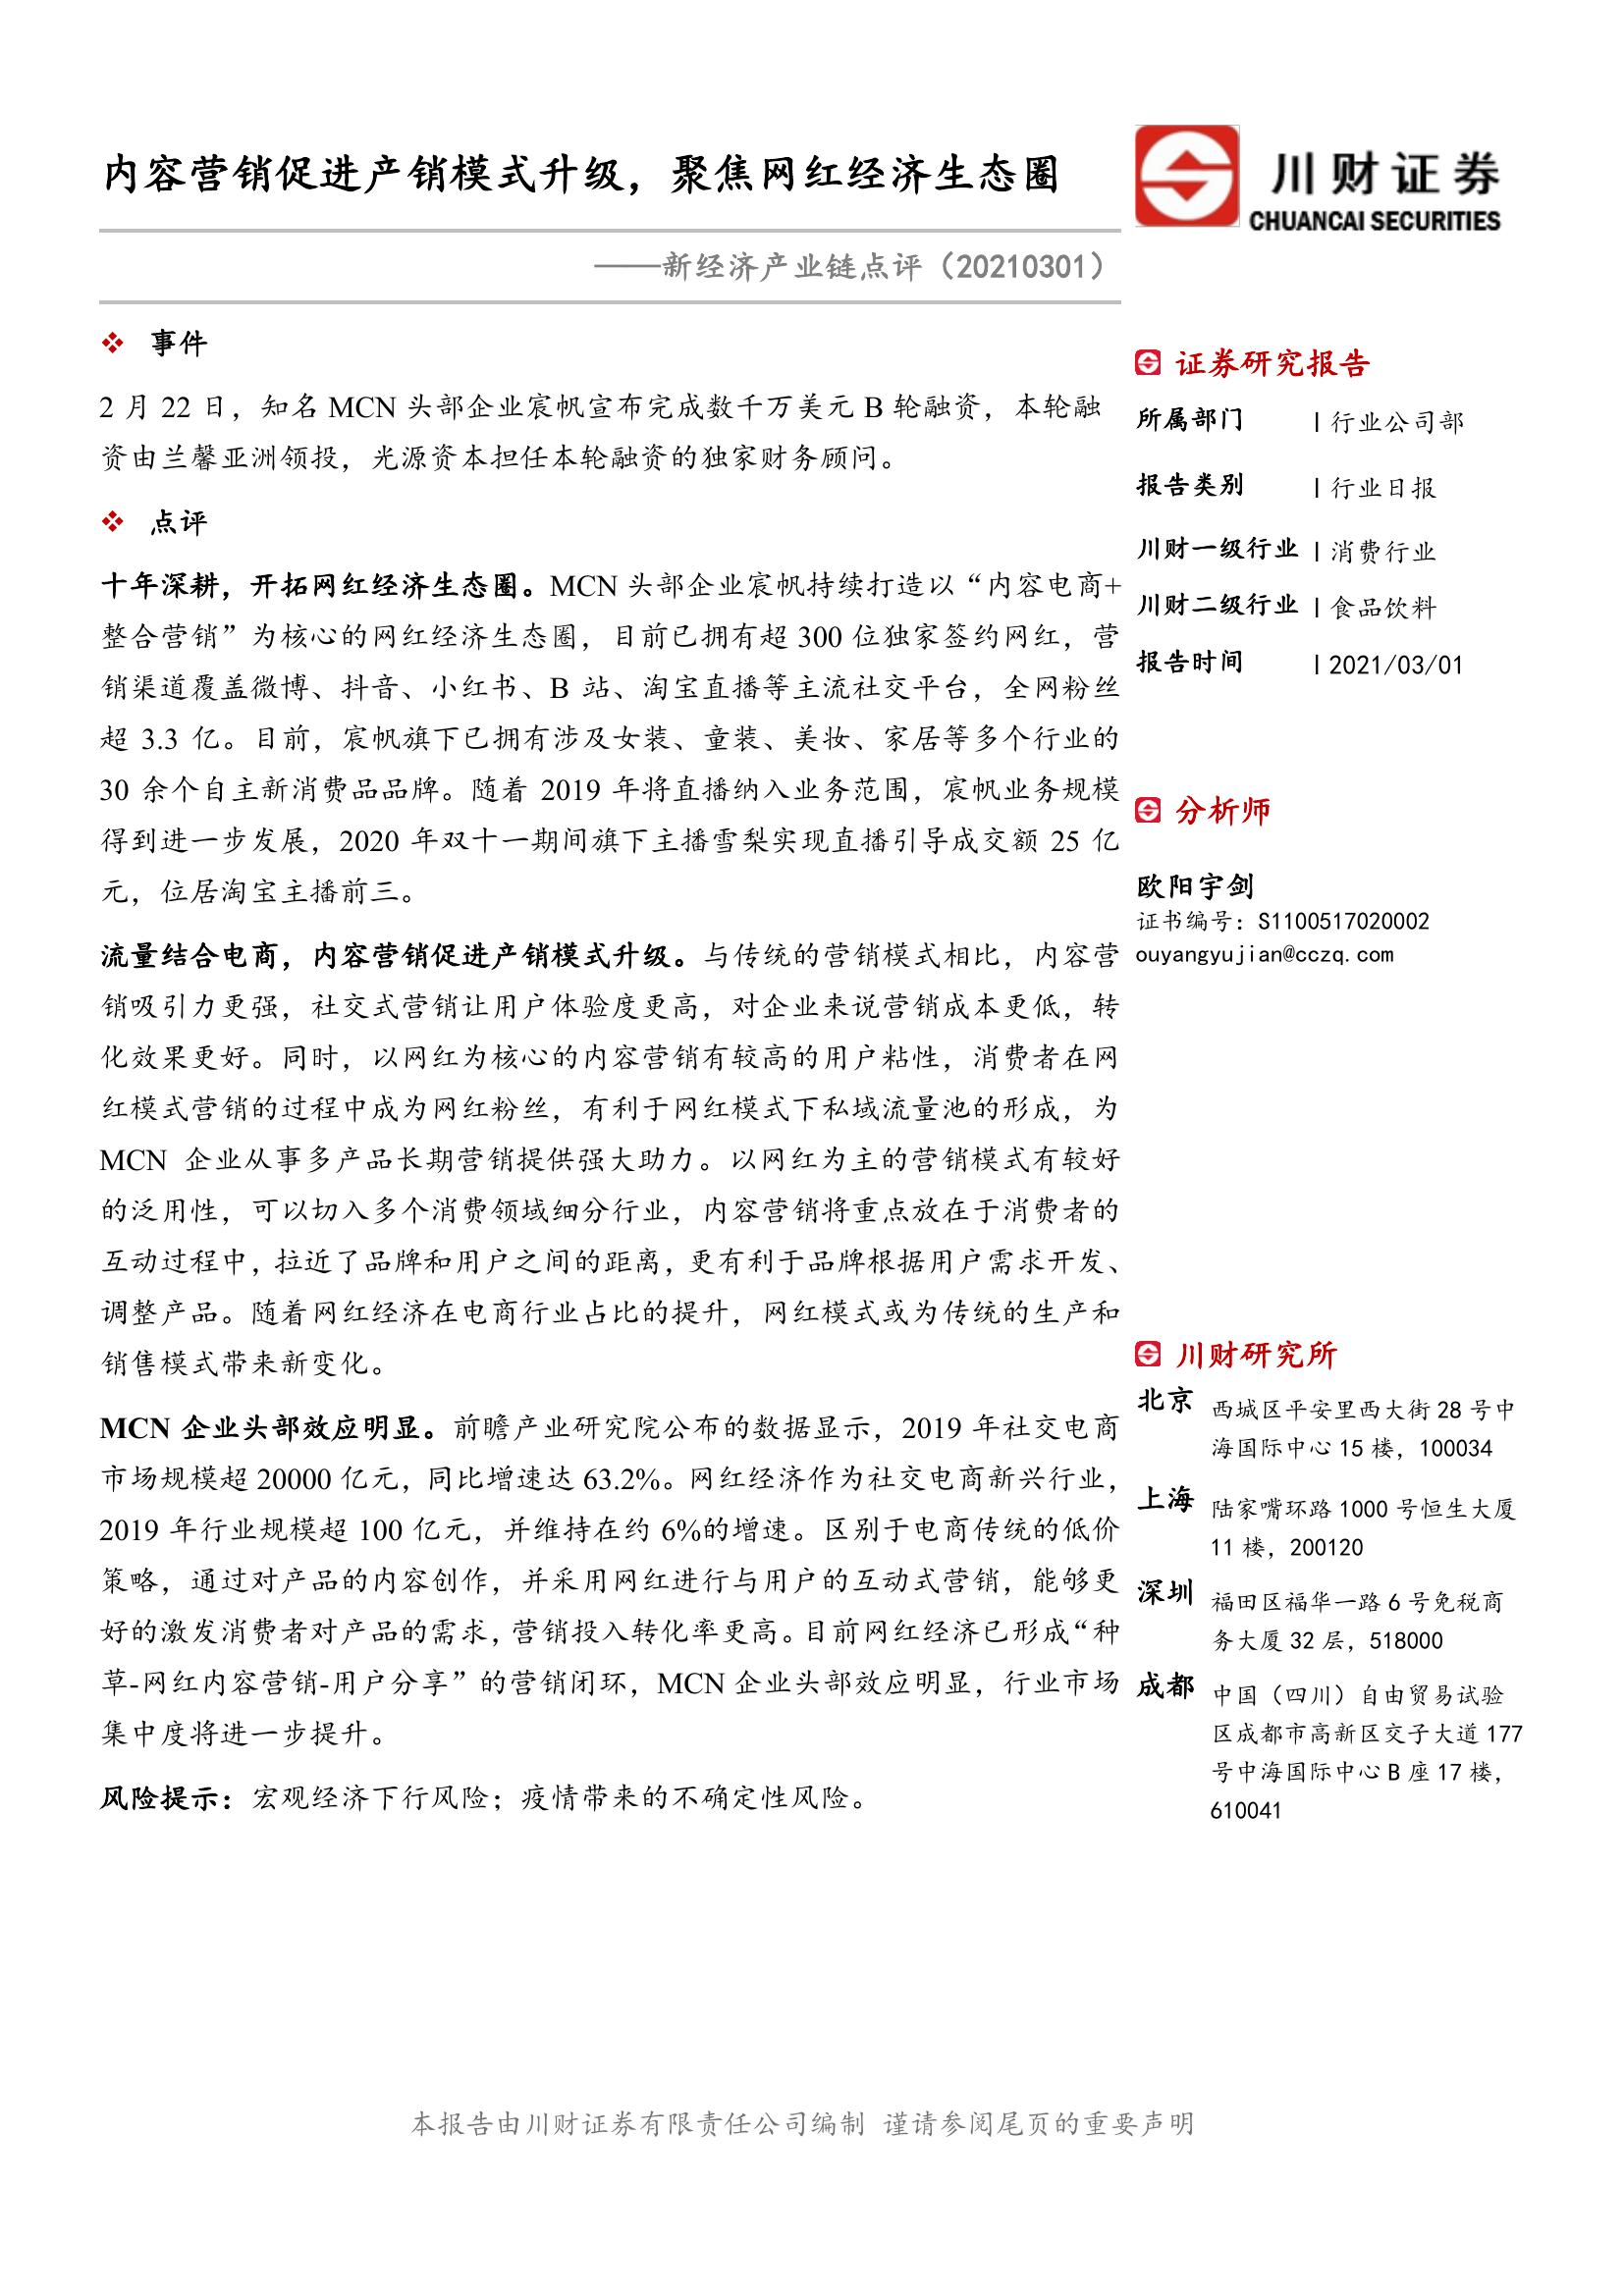 内容营销促进产销模式升级，聚焦网红经济生态圈
——新经济产业链点评（20210301）
川财证券
CHUANCAI SECURITIES
❖ 事件
2 月 22 日，知名 MCN 头部企业宸帆宣布完成数千万美元 B 轮融资，本轮融
资由兰馨亚洲领投，光源资本担任本轮融资的独家财务顾问。
❖ 点评
十年深耕，开拓网红经济生态圈。MCN 头部企业宸帆持续打造以“内容电商+
整合营销”为核心的网红经济生态圈，目前已拥有超 300 位独家签约网红，营
销渠道覆盖微博、抖音、小红书、B 站、淘宝直播等主流社交平台，全网粉丝
超 3.3 亿。目前，宸帆旗下已拥有涉及女装、童装、美妆、家居等多个行业的
30 余个自主新消费品品牌。随着 2019 年将直播纳入业务范围，宸帆业务规模
得到进一步发展，2020 年双十一期间旗下主播雪梨实现直播引导成交额 25 亿
元，位居淘宝主播前三。
流量结合电商，内容营销促进产销模式升级。与传统的营销模式相比，内容营
销吸引力更强，社交式营销让用户体验度更高，对企业来说营销成本更低，转
化效果更好。同时，以网红为核心的内容营销有较高的用户粘性，消费者在网
红模式营销的过程中成为网红粉丝，有利于网红模式下私域流量池的形成，为
MCN 企业从事多产品长期营销提供强大助力。以网红为主的营销模式有较好
的泛用性，可以切入多个消费领域细分行业，内容营销将重点放在于消费者的
互动过程中，拉近了品牌和用户之间的距离，更有利于品牌根据用户需求开发、
调整产品。随着网红经济在电商行业占比的提升，网红模式或为传统的生产和
销售模式带来新变化。
MCN 企业头部效应明显。前瞻产业研究院公布的数据显示，2019 年社交电商
市场规模超 20000 亿元，同比增速达 63.2%。网红经济作为社交电商新兴行业，
2019 年行业规模超 100 亿元，并维持在约 6%的增速。区别于电商传统的低价
策略，通过对产品的内容创作，并采用网红进行与用户的互动式营销，能够更
好的激发消费者对产品的需求，营销投入转化率更高。目前网红经济已形成“种
草-网红内容营销-用户分享”的营销闭环，MCN 企业头部效应明显，行业市场
集中度将进一步提升。
风险提示：宏观经济下行风险；疫情带来的不确定性风险。
证券研究报告
所属部门 | 行业公司部
报告类别 | 行业日报
川财一级行业 | 消费行业
川财二级行业 | 食品饮料
报告时间 | 2021/03/01
分析师
欧阳宇剑
证书编号：S1100517020002
ouyangyujian@cczq.com
川财研究所
北京 西城区平安里西大街 28 号中
海国际中心 15 楼，100034
上海 陆家嘴环路 1000 号恒生大厦
11 楼，200120
深圳 福田区福华一路 6 号免税商
务大厦 32 层，518000
成都 中国（四川）自由贸易试验
区成都市高新区交子大道 177
号中海国际中心 B 座 17 楼，
610041
本报告由川财证券有限责任公司编制 谨请参阅尾页的重要声明